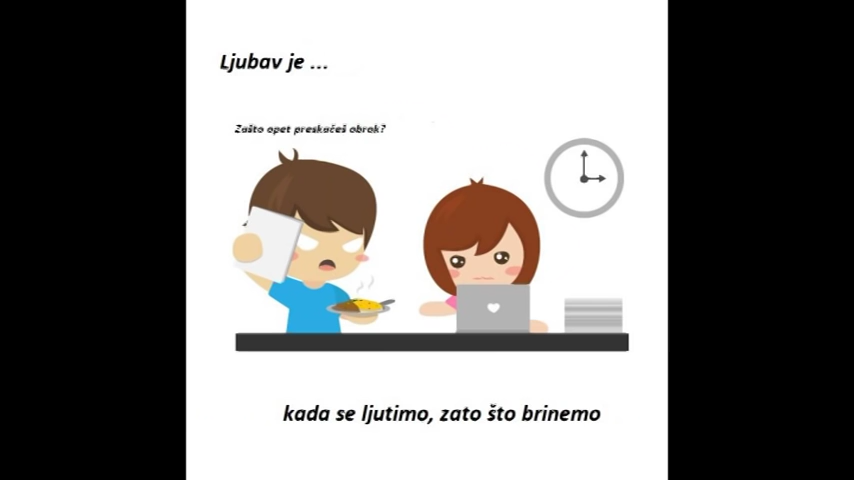 Ljubav je ...
Zašto opet preskačeš obrok?
kada se ljutimo, zato što brinemo